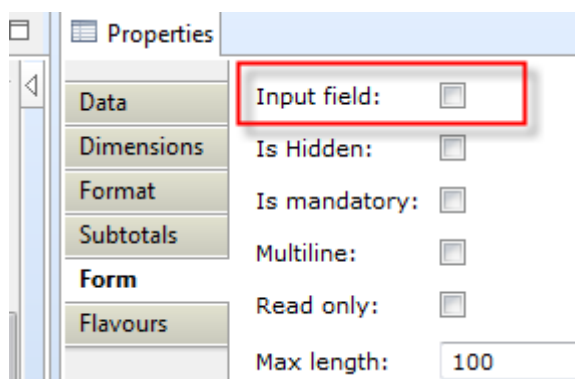 Properties
Data
Dimensions
Format
Subtotals
Form
Flavours
Input field:
Is Hidden:
Is mandatory:
Multiline:
Read only:
Max length: 100